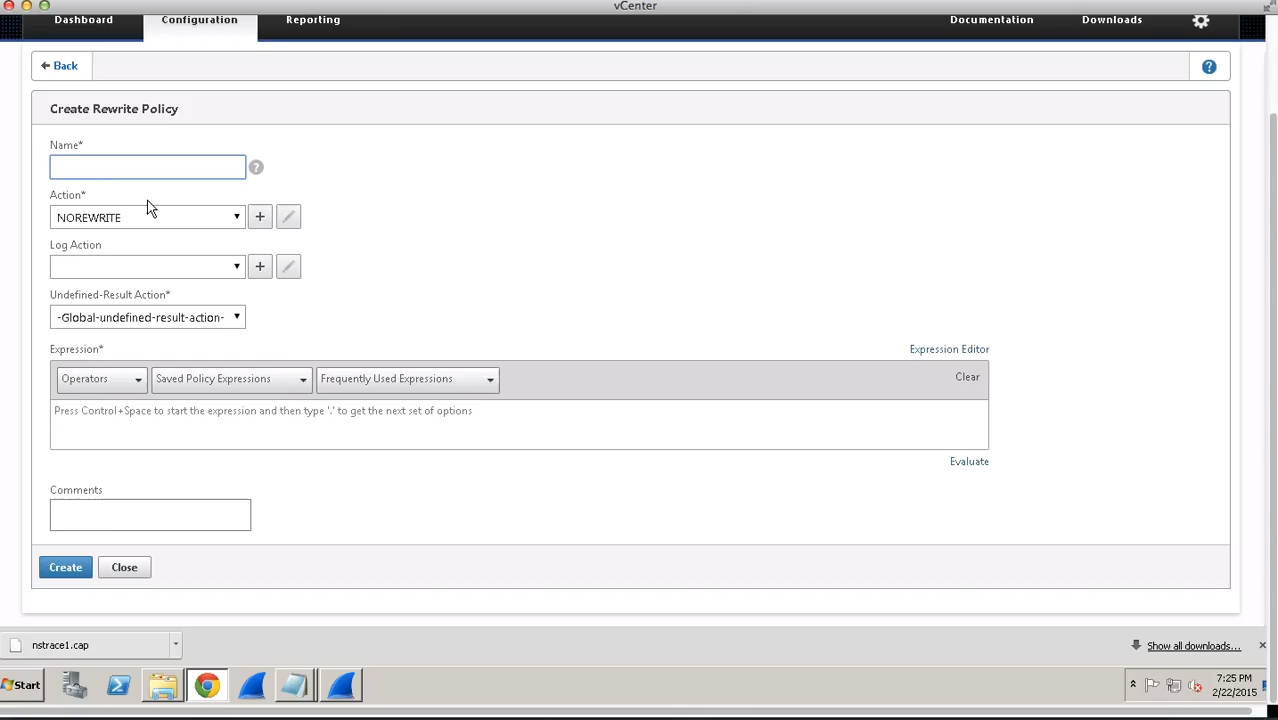 vCenter
Dashboard Configuration Reporting Documentation Downloads
Back
Create Rewrite Policy
Name*
Action*
NOREWRITE
Log Action
Undefined-Result Action*
-Global-undefined-result-action-
Expression* Expression Editor
Operators Saved Policy Expressions Frequently Used Expressions Clear
Press Control+Space to start the expression and then type '.' to get the next set of options
Evaluate
Comments
Create Close
nstrace1.cap Show all downloads...
Start 7:25 PM
2/22/2015